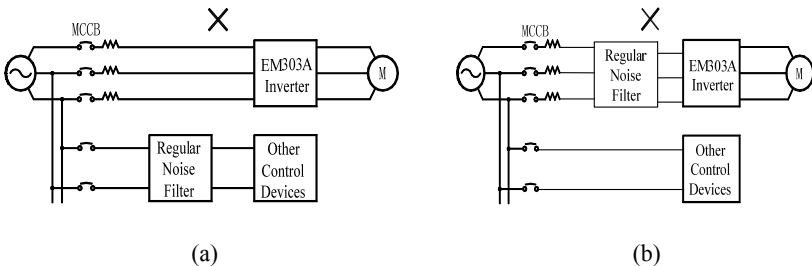 MCCB
EM303A
Inverter
M
Regular
Noise
Filter
Other
Control
Devices
(a)
MCCB
Regular
Noise
Filter
EM303A
Inverter
M
Other
Control
Devices
(b)